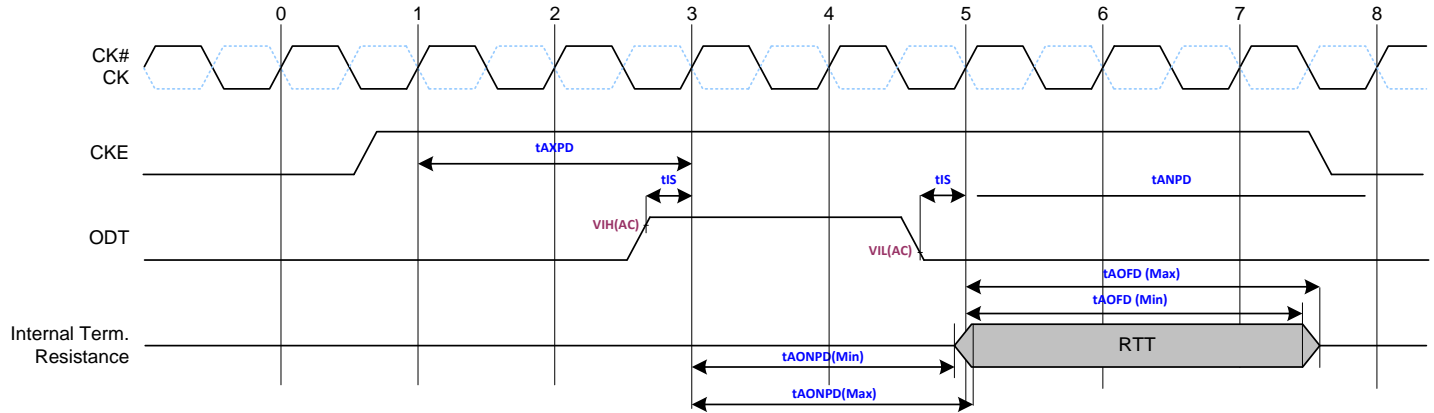 0 1 2 3 4 5 6 7 8
CK#
CK
CKE
tAXPD
tIS
tIS
tANPD
VIH(AC)
ODT
VIL(AC)
tAOFD (Max)
tAOFD (Min)
Internal Term.
Resistance
RTT
tAONPD(Min)
tAONPD(Max)